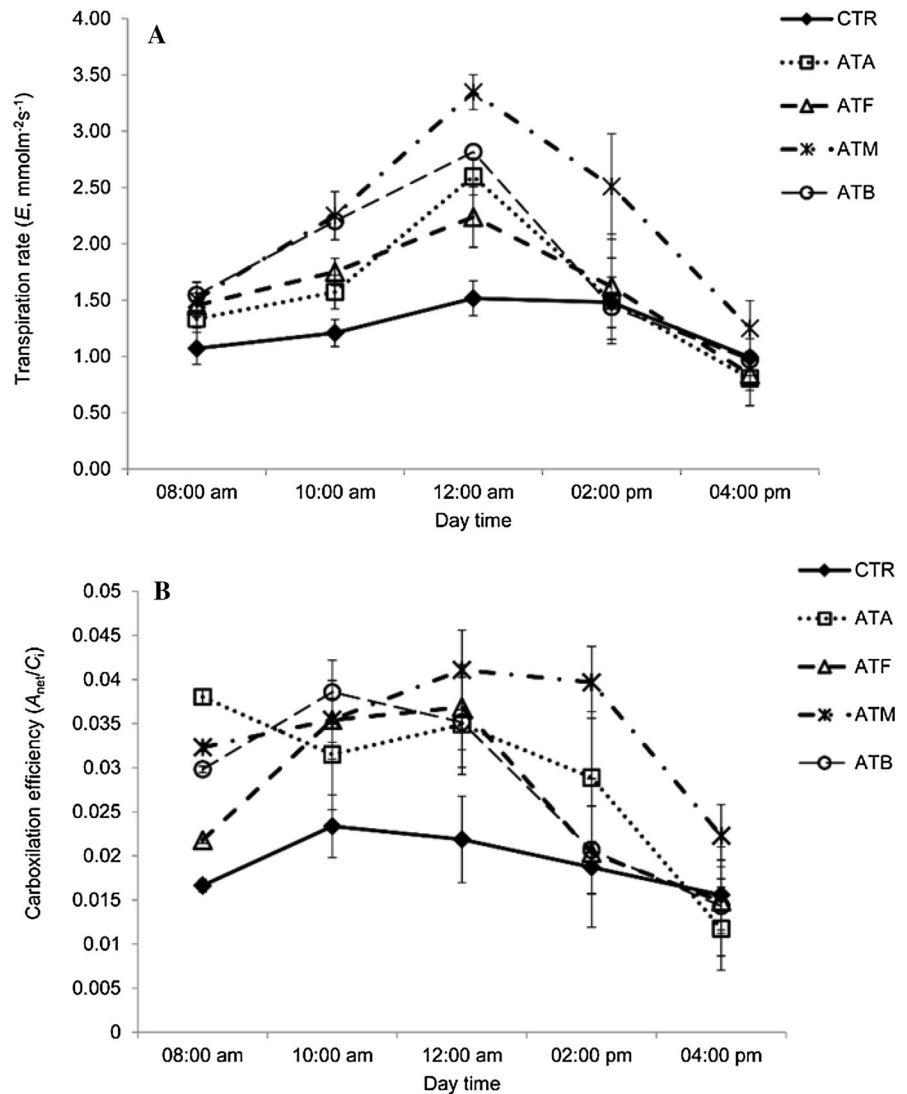 A
4.00
3.50
3.00
2.50
2.00
1.50
1.00
0.50
0.00
Transpiration rate (E, mmolm-2s-1)
08:00 am 10:00 am 12:00 am 02:00 pm 04:00 pm
Day time
CTR
ATA
ATF
ATM
ATB
B
0.05
0.045
0.04
0.035
0.03
0.025
0.02
0.015
0.01
0.005
0
Carboxilation efficiency (Anet/Ci)
08:00 am 10:00 am 12:00 am 02:00 pm 04:00 pm
Day time
CTR
ATA
ATF
ATM
ATB